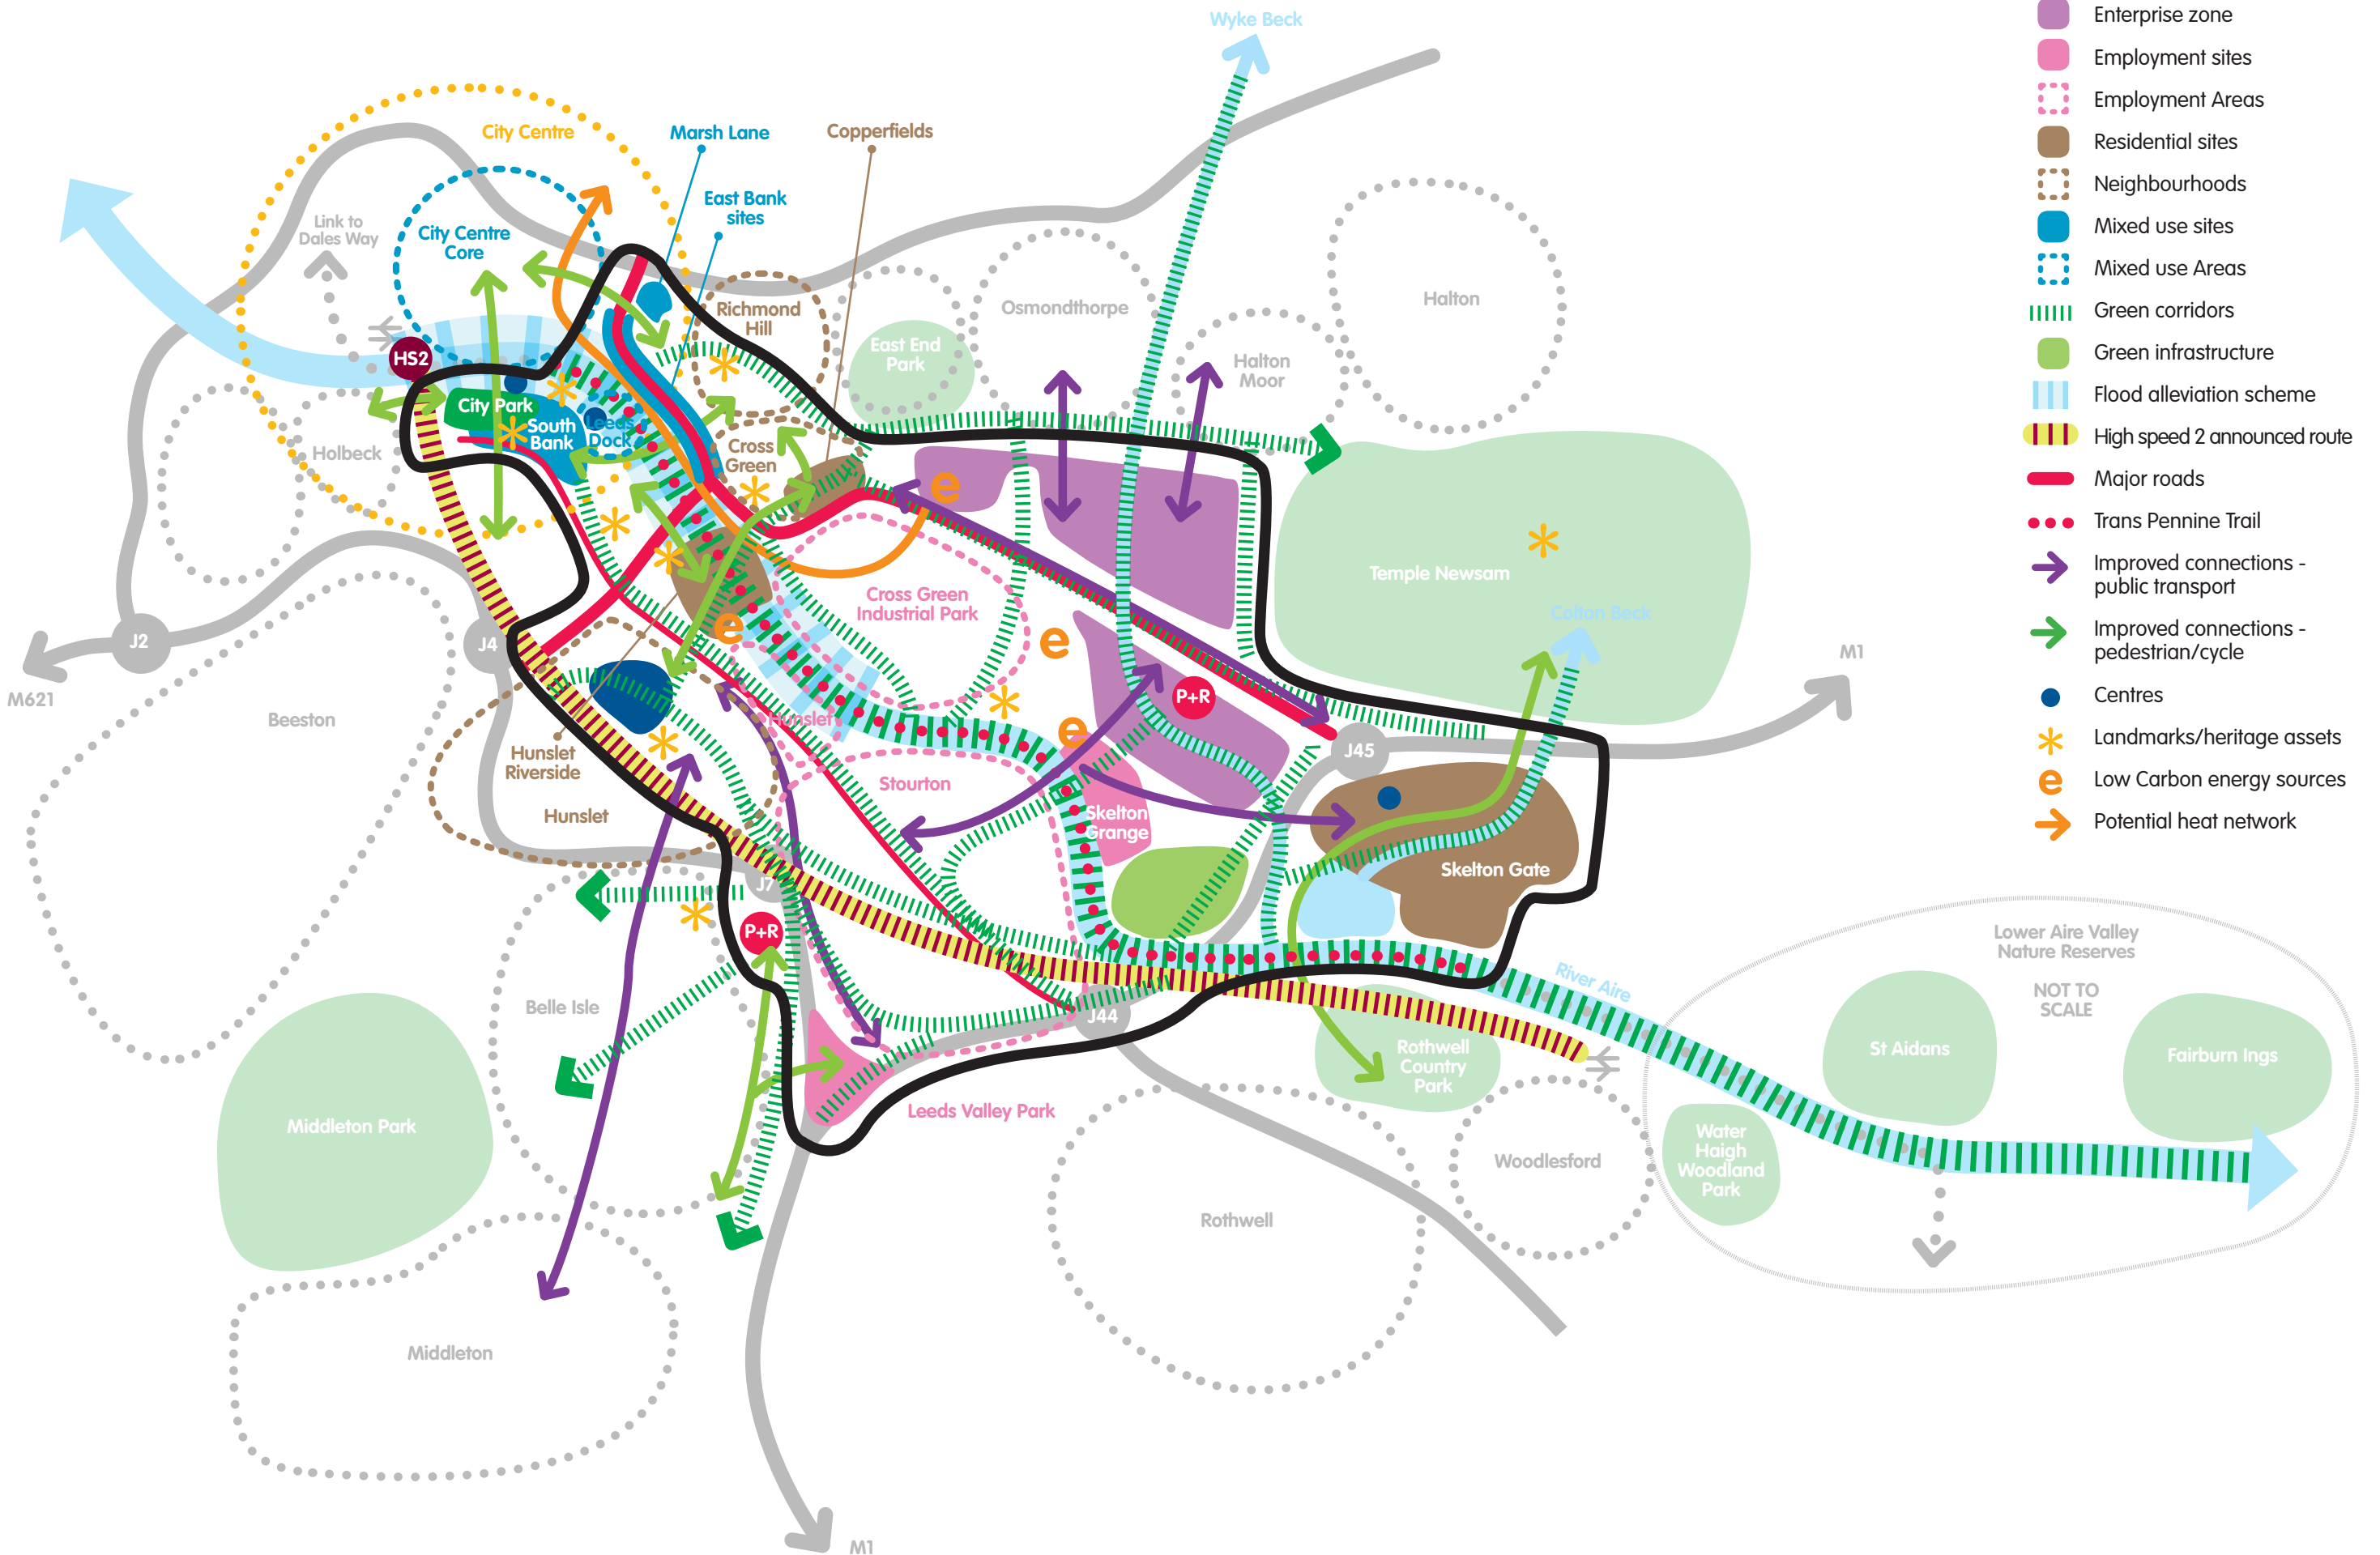 Wyke Beck
City Centre
Marsh Lane
Copperfields
East Bank
sites
Link to
Dales Way
City Centre
Core
Richmond
Hill
Osmondthorpe
Halton
East End
Park
Halton
Moor
HS2
City Park
South
Bank
Leeds
Dock
Cross
Green
Holbeck
e
Temple Newsam
Cross Green
Industrial Park
Colton Beck
e
e
J2
J4
M621
M1
Beeston
P+R
Hunslet
e
J45
Hunslet
Riverside
Stourton
Hunslet
Skelton
Grange
Skelton Gate
J7
P+R
Lower Aire Valley
Nature Reserves
River Aire
NOT TO
SCALE
Belle Isle
J44
Rothwell
Country
Park
St Aidans
Fairburn Ings
Middleton Park
Leeds Valley Park
Water
Haigh
Woodland
Park
Woodlesford
Rothwell
Middleton
M1
Enterprise zone
Employment sites
Employment Areas
Residential sites
Neighbourhoods
Mixed use sites
Mixed use Areas
Green corridors
Green infrastructure
Flood alleviation scheme
High speed 2 announced route
Major roads
Trans Pennine Trail
Improved connections -
public transport
Improved connections -
pedestrian/cycle
Centres
Landmarks/heritage assets
e Low Carbon energy sources
Potential heat network